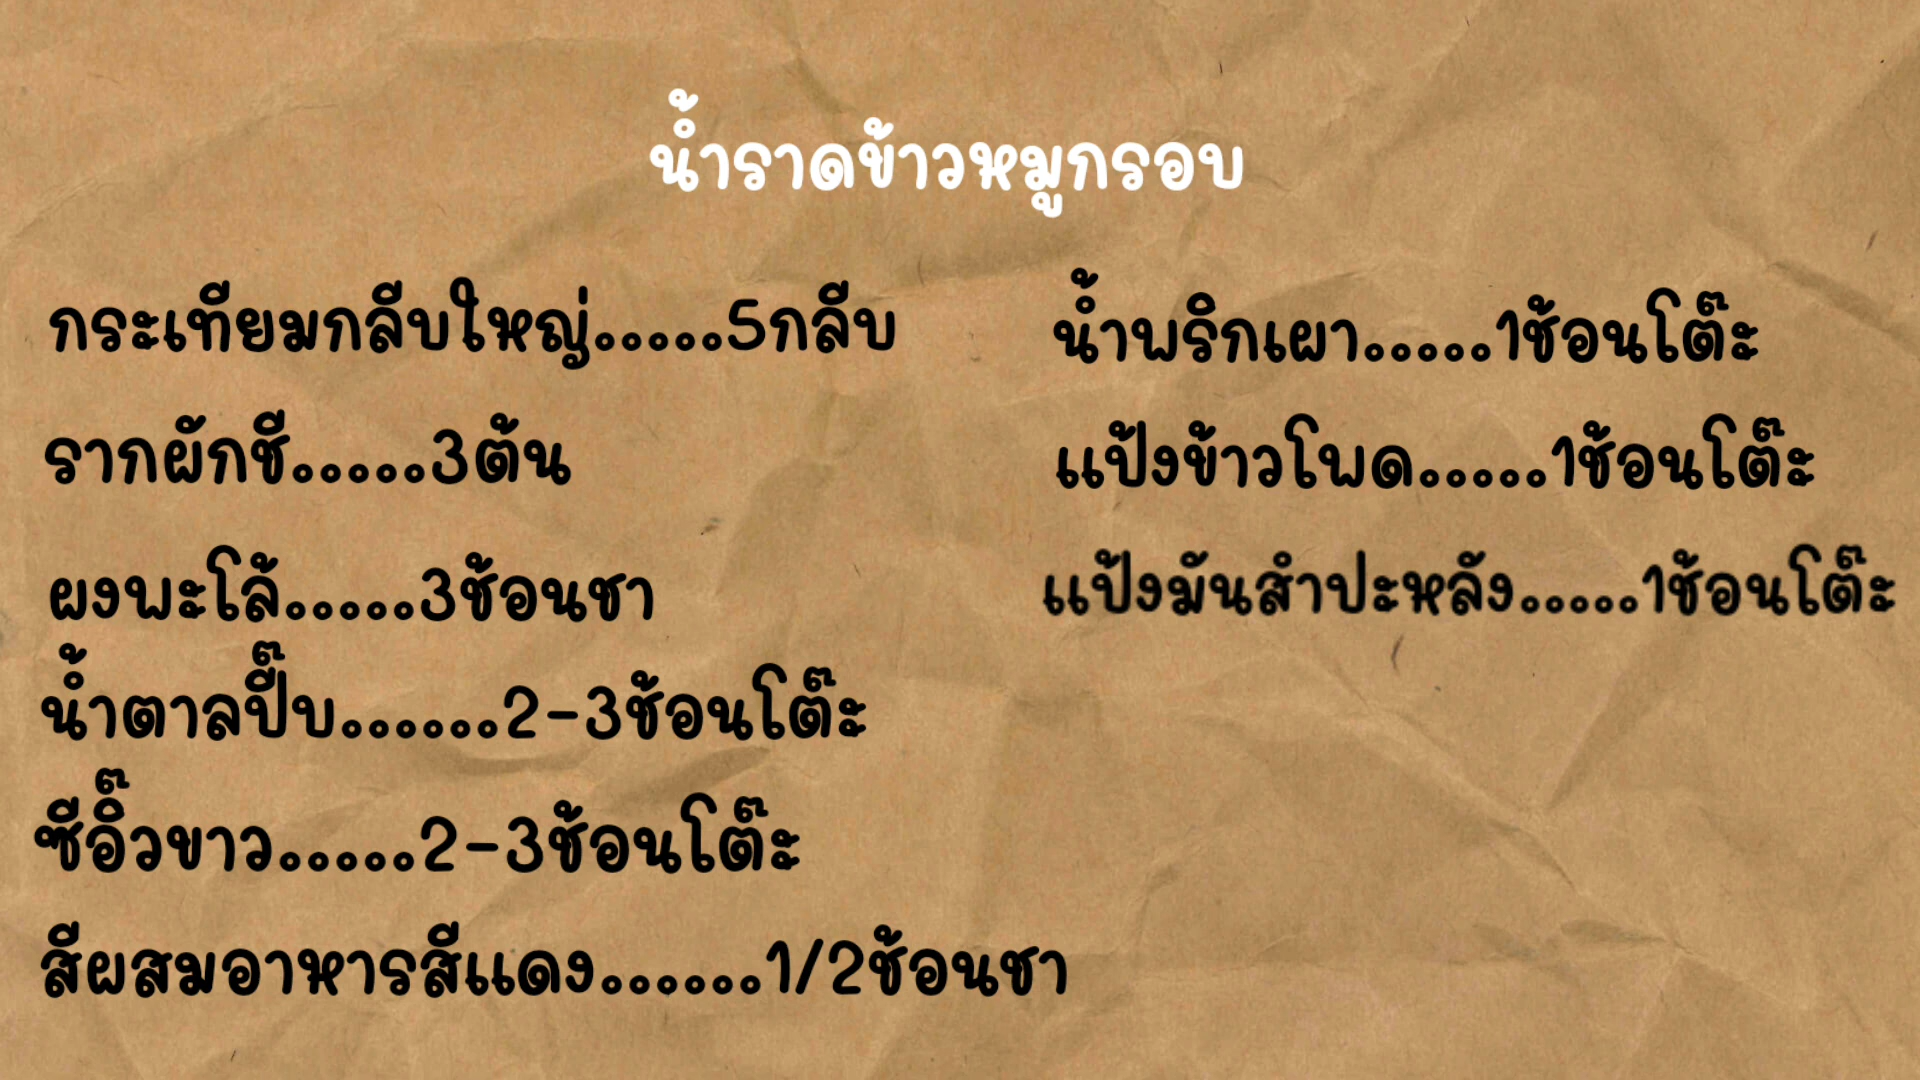 น้ำราดข้าวหมูกรอบ
กระเทียมกลีบใหญ่.....5กลีบ
รากผักชี.....3ต้น
ผงพะโล้.....3ช้อนชา
น้ำตาลปี๊บ......2-3ช้อนโต๊ะ
ซีอิ๊วขาว.....2-3ช้อนโต๊ะ
สีผสมอาหารสีแดง......1/2ช้อนชา
น้ำพริกเผา.....1ช้อนโต๊ะ
แป้งข้าวโพด.....1ช้อนโต๊ะ
แป้งมันสำปะหลัง.....1ช้อนโต๊ะ